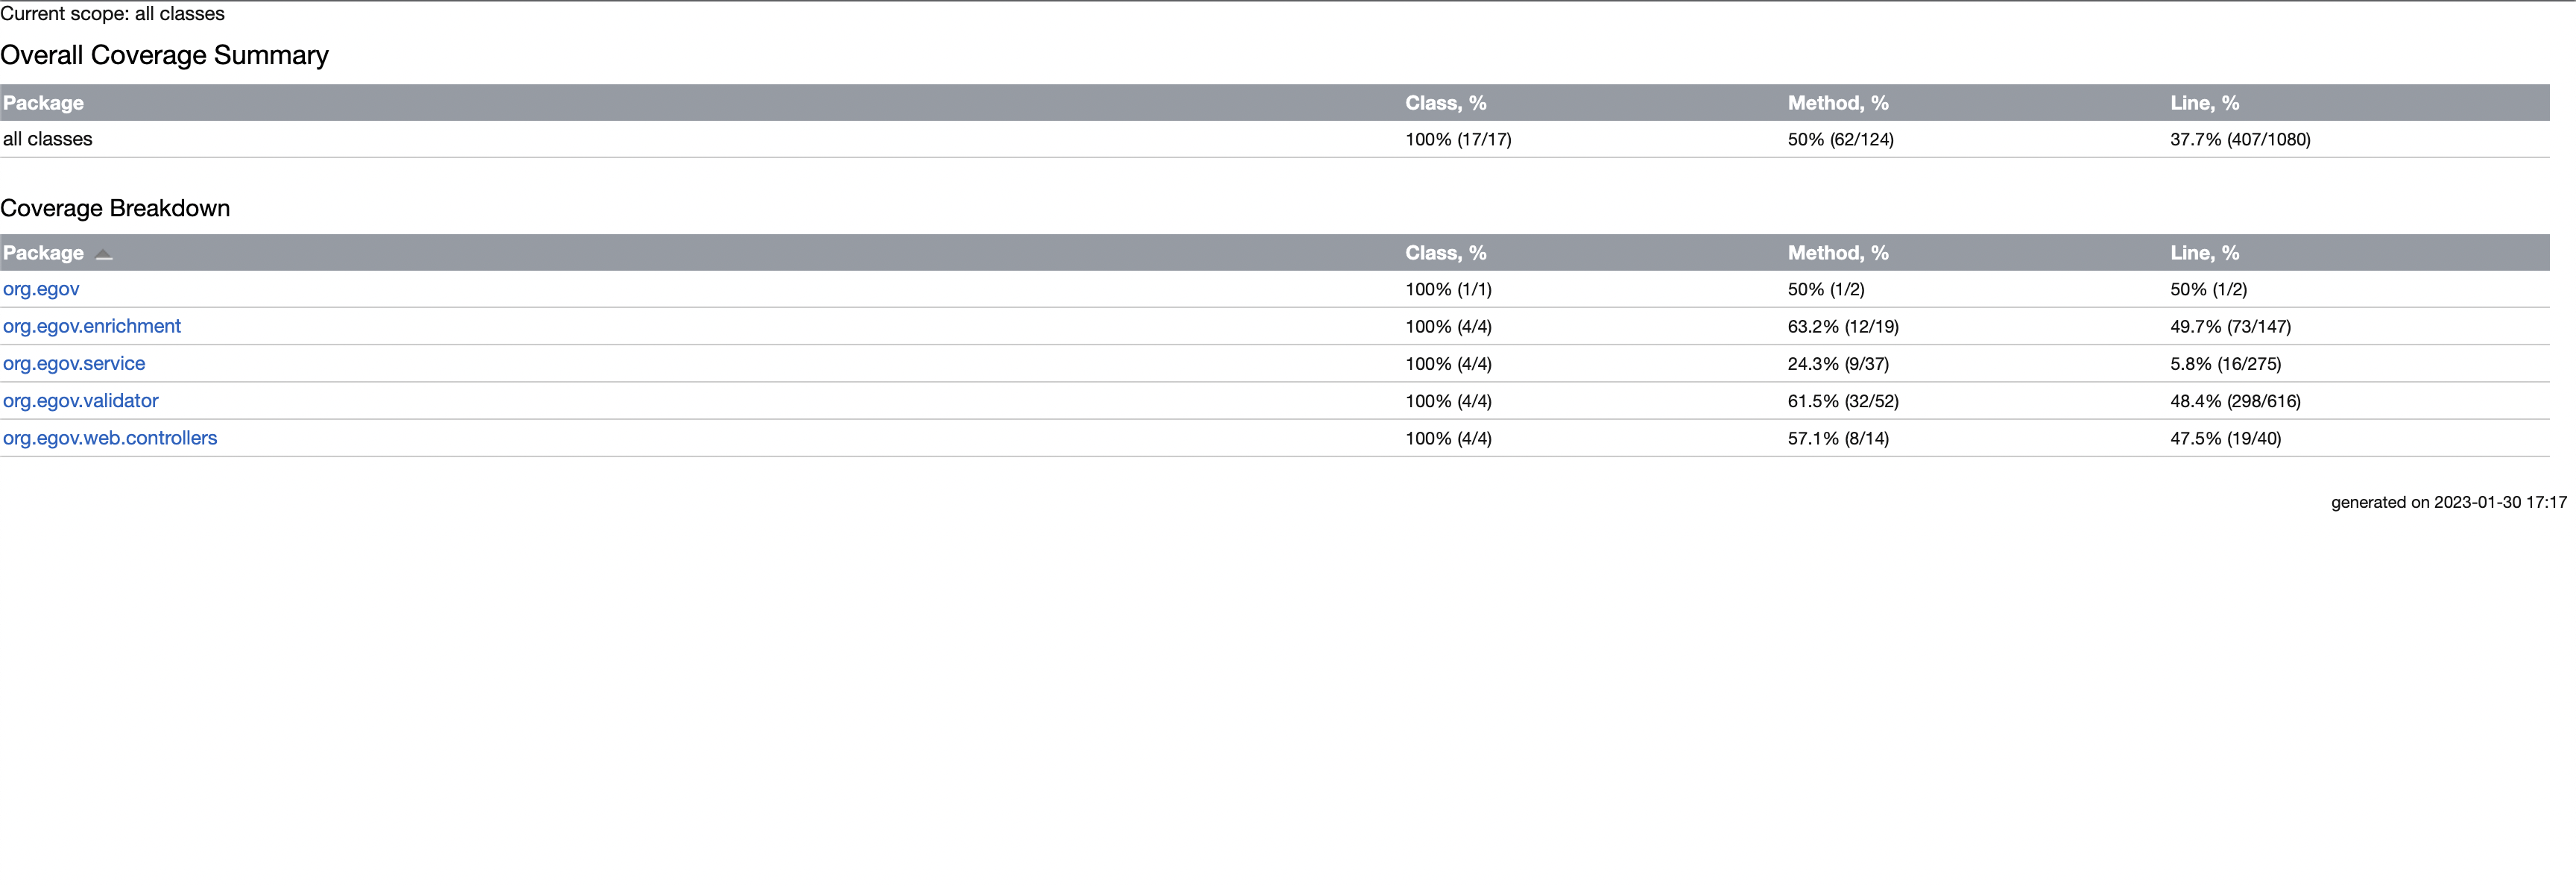 Current scope: all classes
Overall Coverage Summary
Package Class, % Method, % Line, %
all classes 100% (17/17) 50% (62/124) 37.7% (407/1080)
Coverage Breakdown
Package Class, % Method, % Line, %
org.egov 100% (1/1) 50% (1/2) 50% (1/2)
org.egov.enrichment 100% (4/4) 63.2% (12/19) 49.7% (73/147)
org.egov.service 100% (4/4) 24.3% (9/37) 5.8% (16/275)
org.egov.validator 100% (4/4) 61.5% (32/52) 48.4% (298/616)
org.egov.web.controllers 100% (4/4) 57.1% (8/14) 47.5% (19/40)
generated on 2023-01-30 17:17